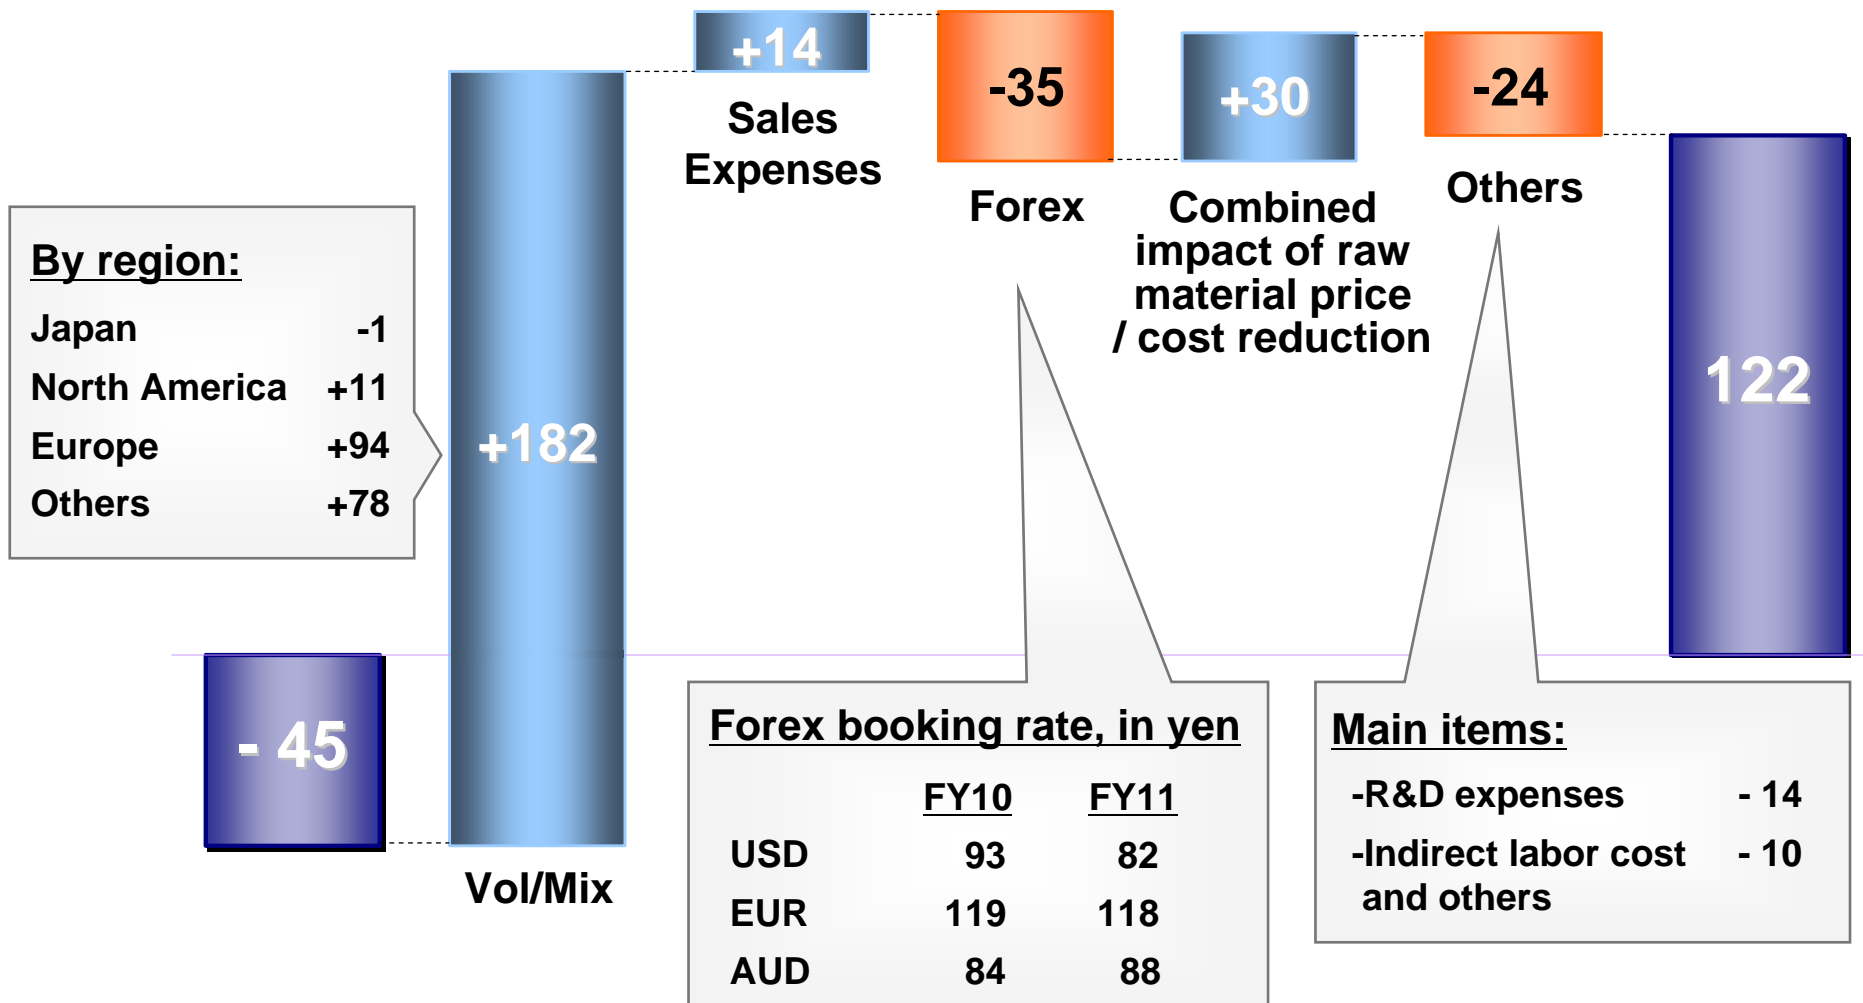 +14
Sales
Expenses
-35
Forex
+30
Combined
impact of raw
material price
/ cost reduction
-24
Others
122
By region:
Japan -1
North America +11
Europe +94
Others +78
+182
Vol/Mix
- 45
Forex booking rate, in yen
FY10 FY11
USD 93 82
EUR 119 118
AUD 84 88
Main items:
-R&D expenses - 14
-Indirect labor cost - 10
and others